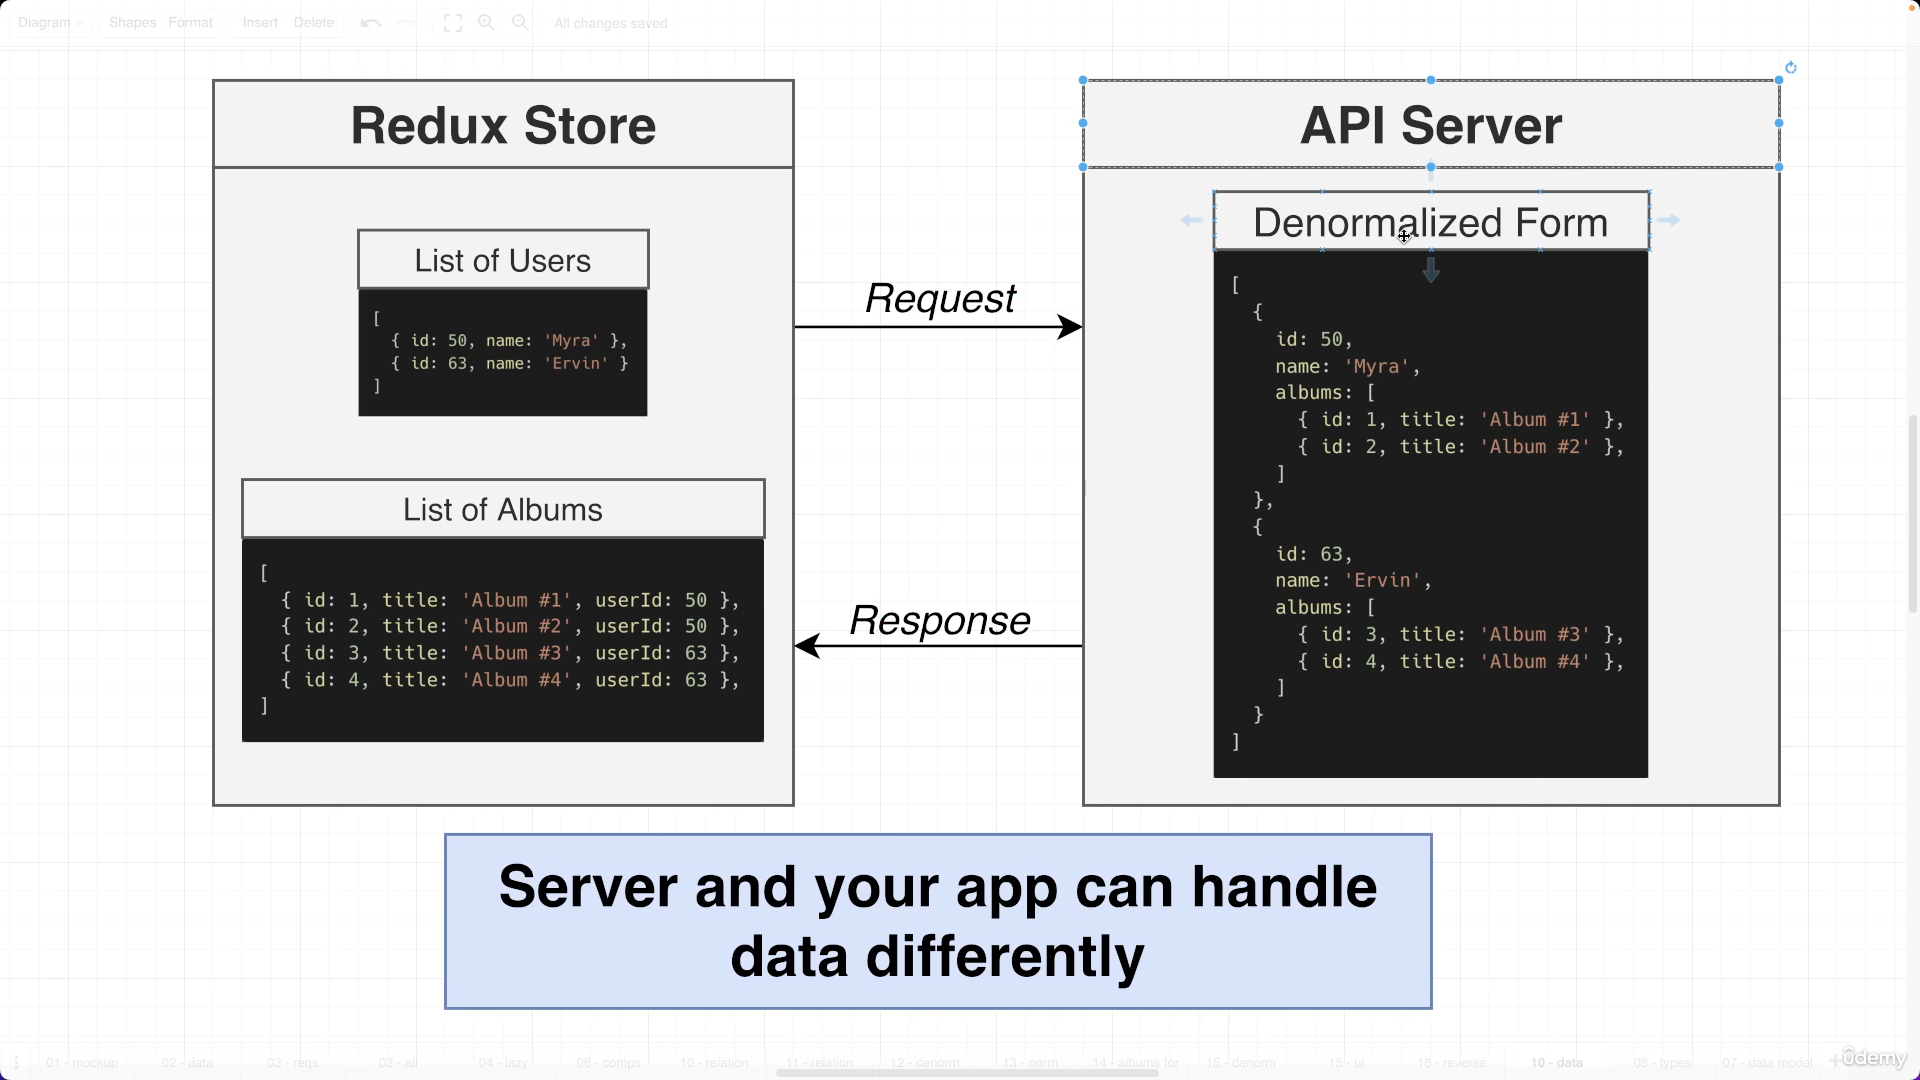 Diagram Shapes Format Insert Delete All changes saved
Redux Store
List of Users
[
  { id: 50, name: 'Myra' },
  { id: 63, name: 'Ervin' }
]
List of Albums
[
  { id: 1, title: 'Album #1', userId: 50 },
  { id: 2, title: 'Album #2', userId: 50 },
  { id: 3, title: 'Album #3', userId: 63 },
  { id: 4, title: 'Album #4', userId: 63 },
]
Request
Response
API Server
Denormalized Form
[
  {
    id: 50,
    name: 'Myra',
    albums: [
      { id: 1, title: 'Album #1' },
      { id: 2, title: 'Album #2' },
    ]
  },
  {
    id: 63,
    name: 'Ervin',
    albums: [
      { id: 3, title: 'Album #3' },
      { id: 4, title: 'Album #4' },
    ]
  }
]
Server and your app can handle
data differently
01 - mockup 02 - data 03 - reqs 03 - all 04 - lazy 06 - comps 10 - relation 11 - relation 12 - denorm 13 - norm 14 - albums for 15 - denorm 15 - ui 16 - reverse 10 - data 08 - types 07 - data model
ûdemy